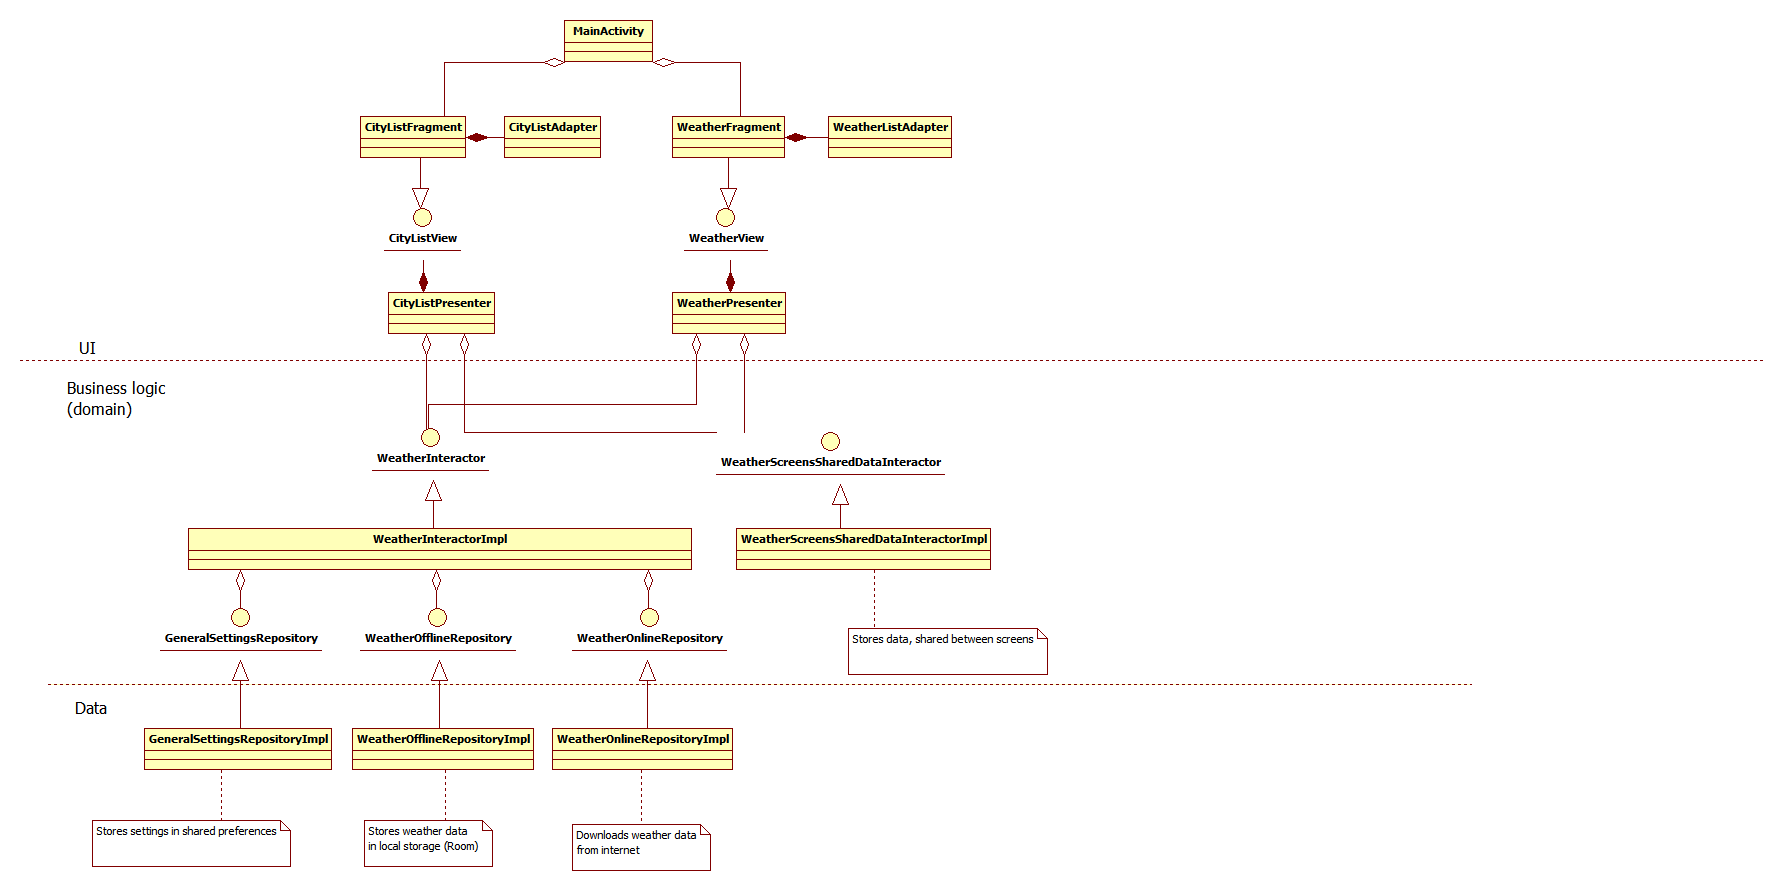 MainActivity
CityListFragment
CityListAdapter
WeatherFragment
WeatherListAdapter
CityListView
WeatherView
CityListPresenter
WeatherPresenter
UI
Business logic
(domain)
WeatherInteractor
WeatherScreensSharedDataInteractor
WeatherInteractorImpl
WeatherScreensSharedDataInteractorImpl
GeneralSettingsRepository
WeatherOfflineRepository
WeatherOnlineRepository
Stores data, shared between screens
Data
GeneralSettingsRepositoryImpl
WeatherOfflineRepositoryImpl
WeatherOnlineRepositoryImpl
Stores settings in shared preferences
Stores weather data
in local storage (Room)
Downloads weather data
from internet